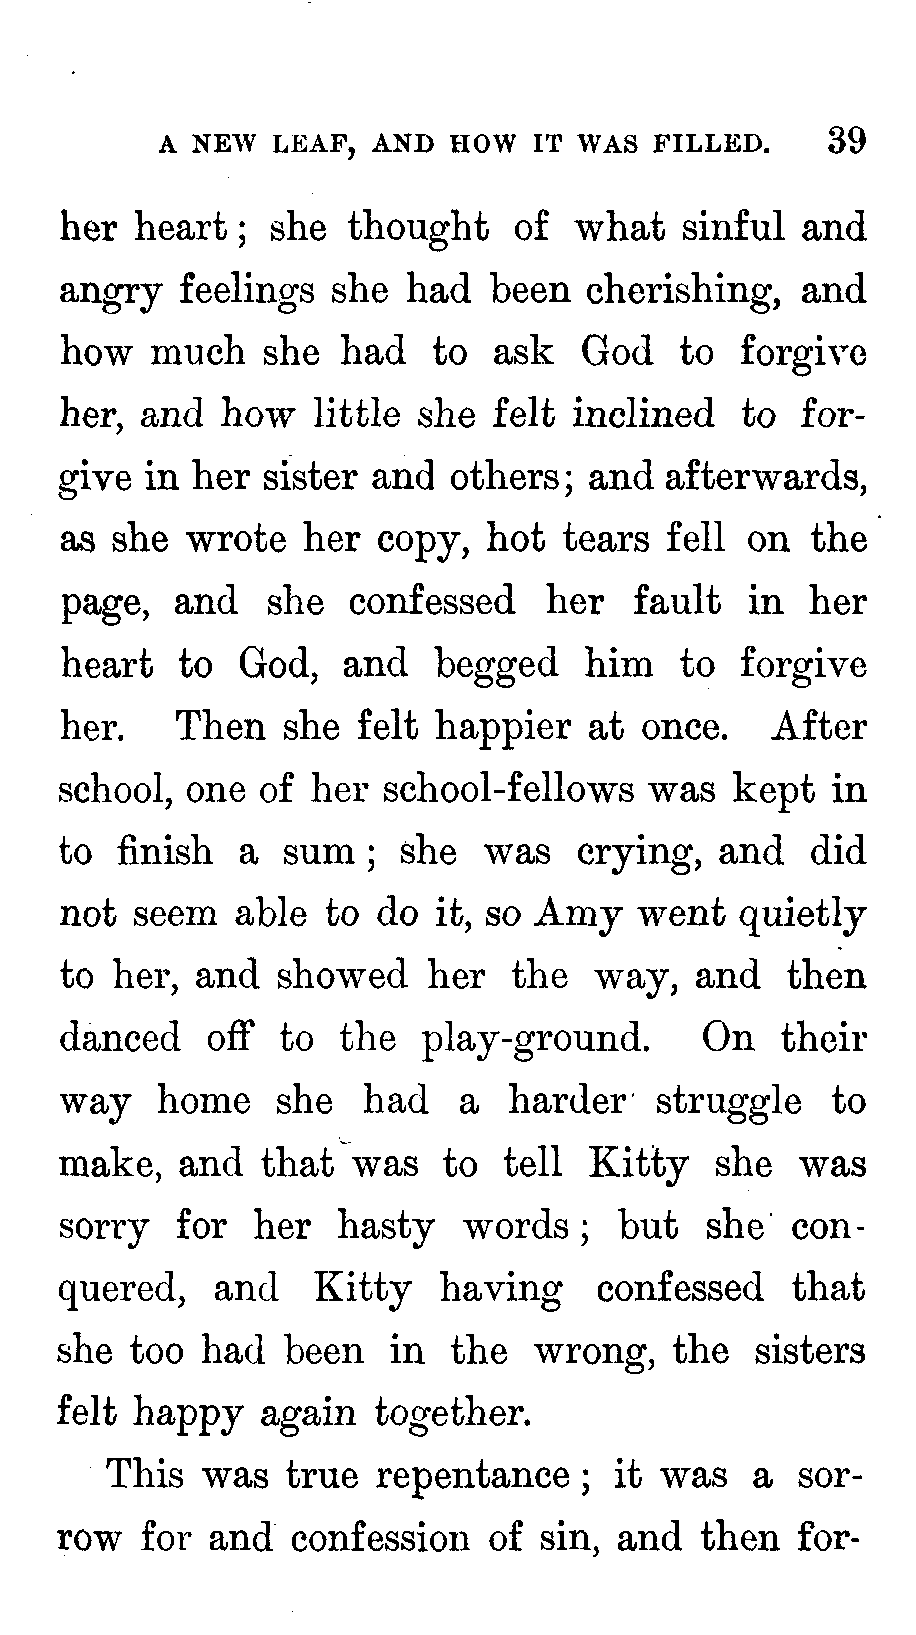 A NEW LEAF, AND HOW IT WAS FILLED. 39
her heart ; she thought of what sinful and
angry feelings she had been cherishing, and
how much she had to ask God to forgive
her, and how little she felt inclined to for-
give in her sister and others; and afterwards,
as she wrote her copy, hot tears fell on the
page, and she confessed her fault in her
heart to God, and begged him to forgive
her. Then she felt happier at once. After
school, one of her school-fellows was kept in
to finish a sum ; she was crying, and did
not seem able to do it, so Amy went quietly
to her, and showed her the way, and then
danced off to the play-ground. On their
way home she had a harder struggle to
make, and that was to tell Kitty she was
sorry for her hasty words ; but she con-
quered, and Kitty having confessed that
she too had been in the wrong, the sisters
felt happy again together.
This was true repentance ; it was a sor-
row for and confession of sin, and then for-